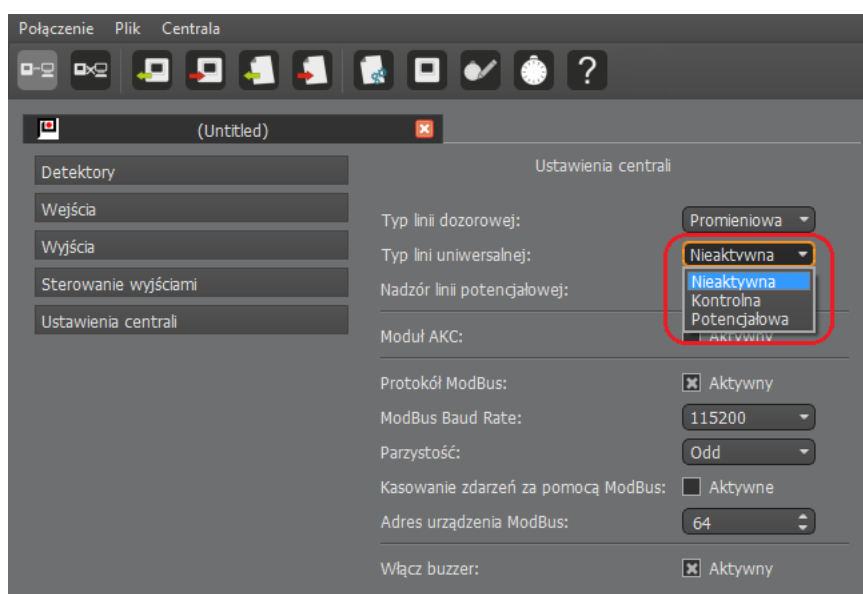 Połączenie Plik Centrala
?
(Untitled)
Detektory
Wejścia
Wyjścia
Sterowanie wyjściami
Ustawienia centrali
Ustawienia centrali
Typ linii dozorowej: Promieniowa
Typ lini uniwersalnej: Nieaktywna
Nieaktywna
Kontrolna
Potencjałowa
Nadzór linii potencjałowej:
Moduł AKC: Aktywny
Protokół ModBus: Aktywny
ModBus Baud Rate: 115200
Parzystość: Odd
Kasowanie zdarzeń za pomocą ModBus: Aktywne
Adres urządzenia ModBus: 64
Włącz buzzer: Aktywny